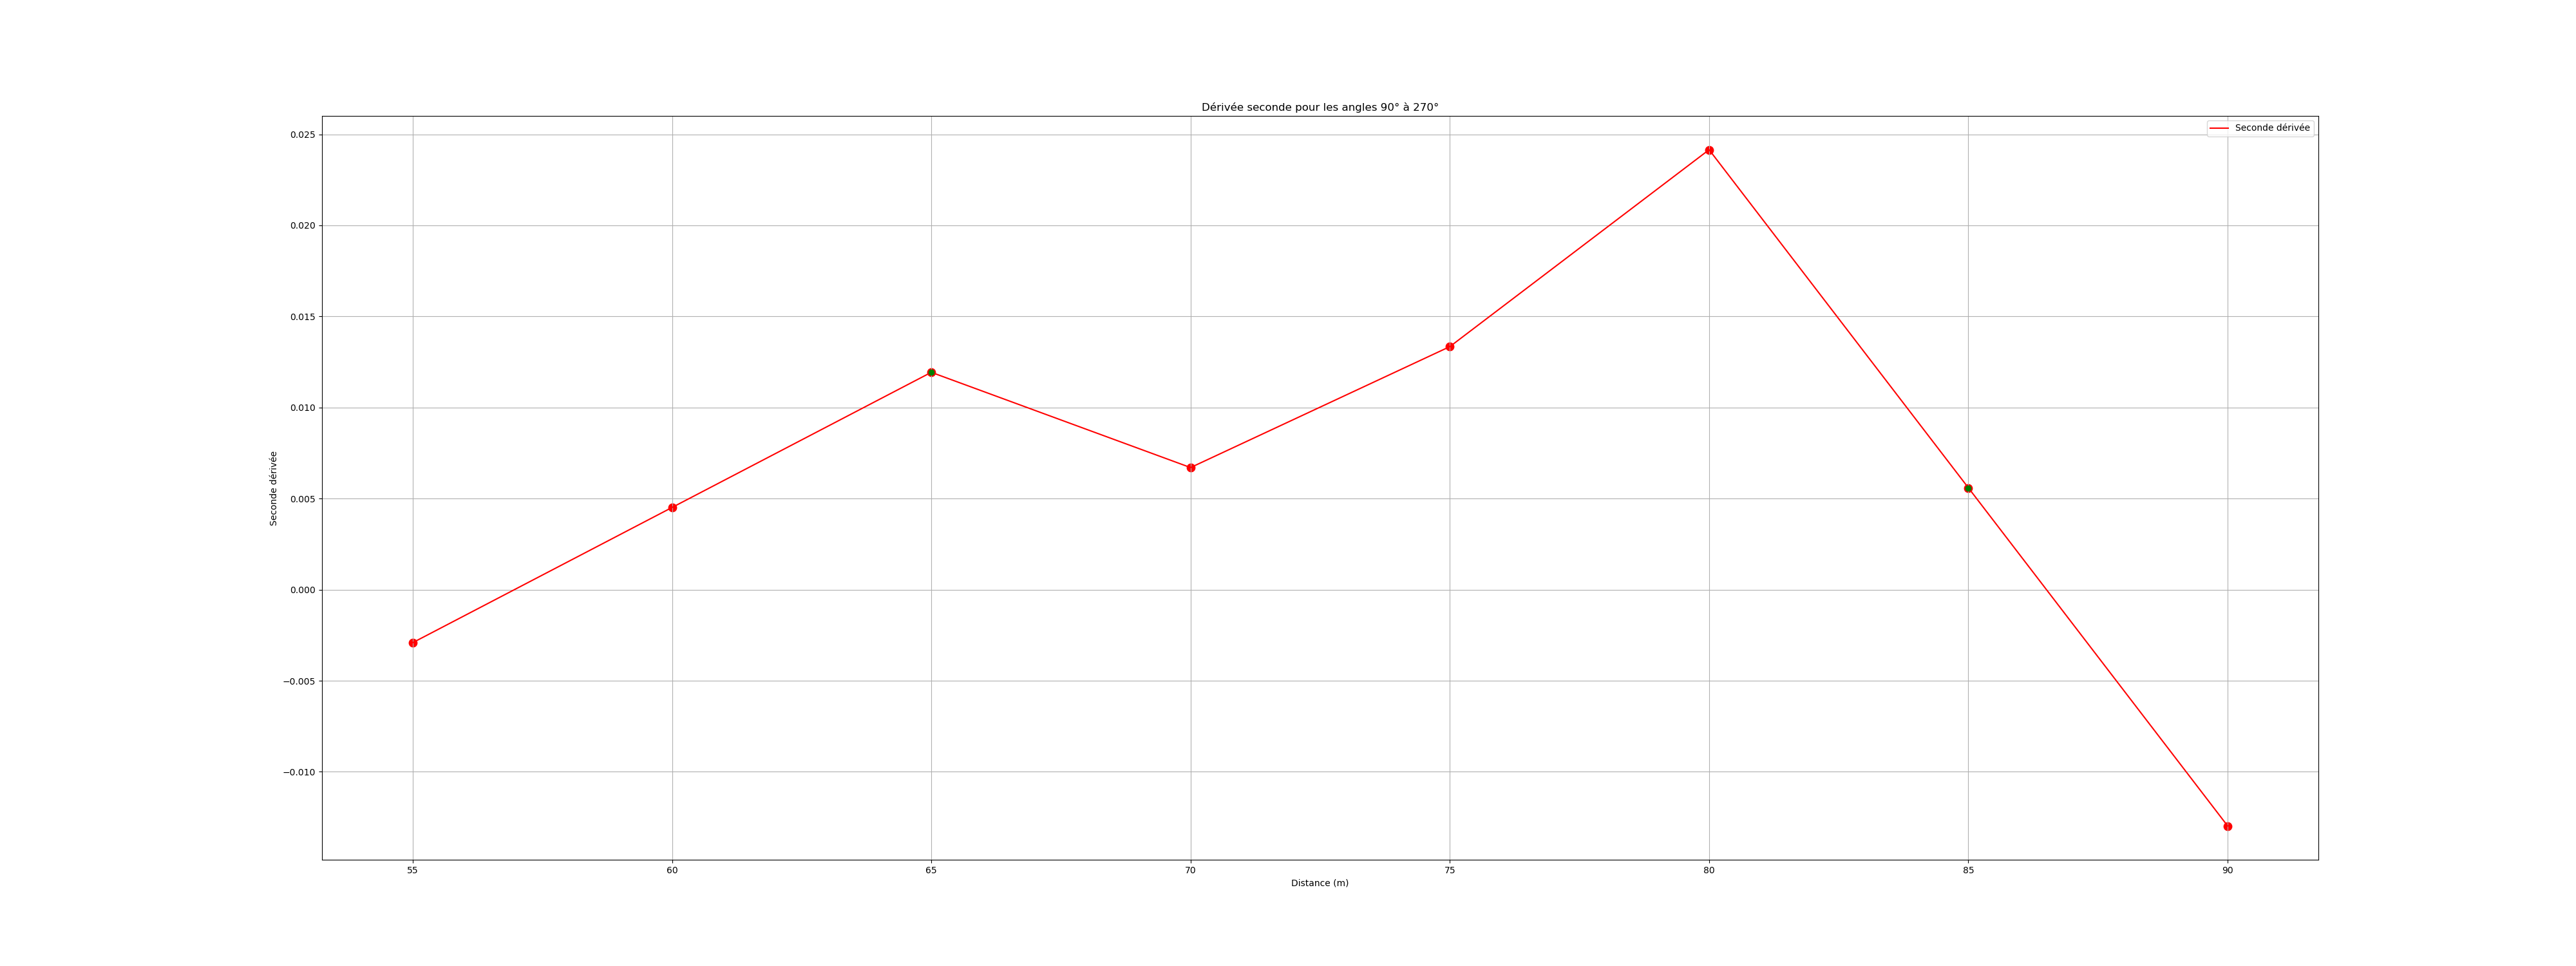 Dérivée seconde pour les angles 90° à 270°
Seconde dérivée
0.025
0.020
0.015
0.010
0.005
0.000
−0.005
−0.010
Seconde dérivée
55 60 65 70 75 80 85 90
Distance (m)